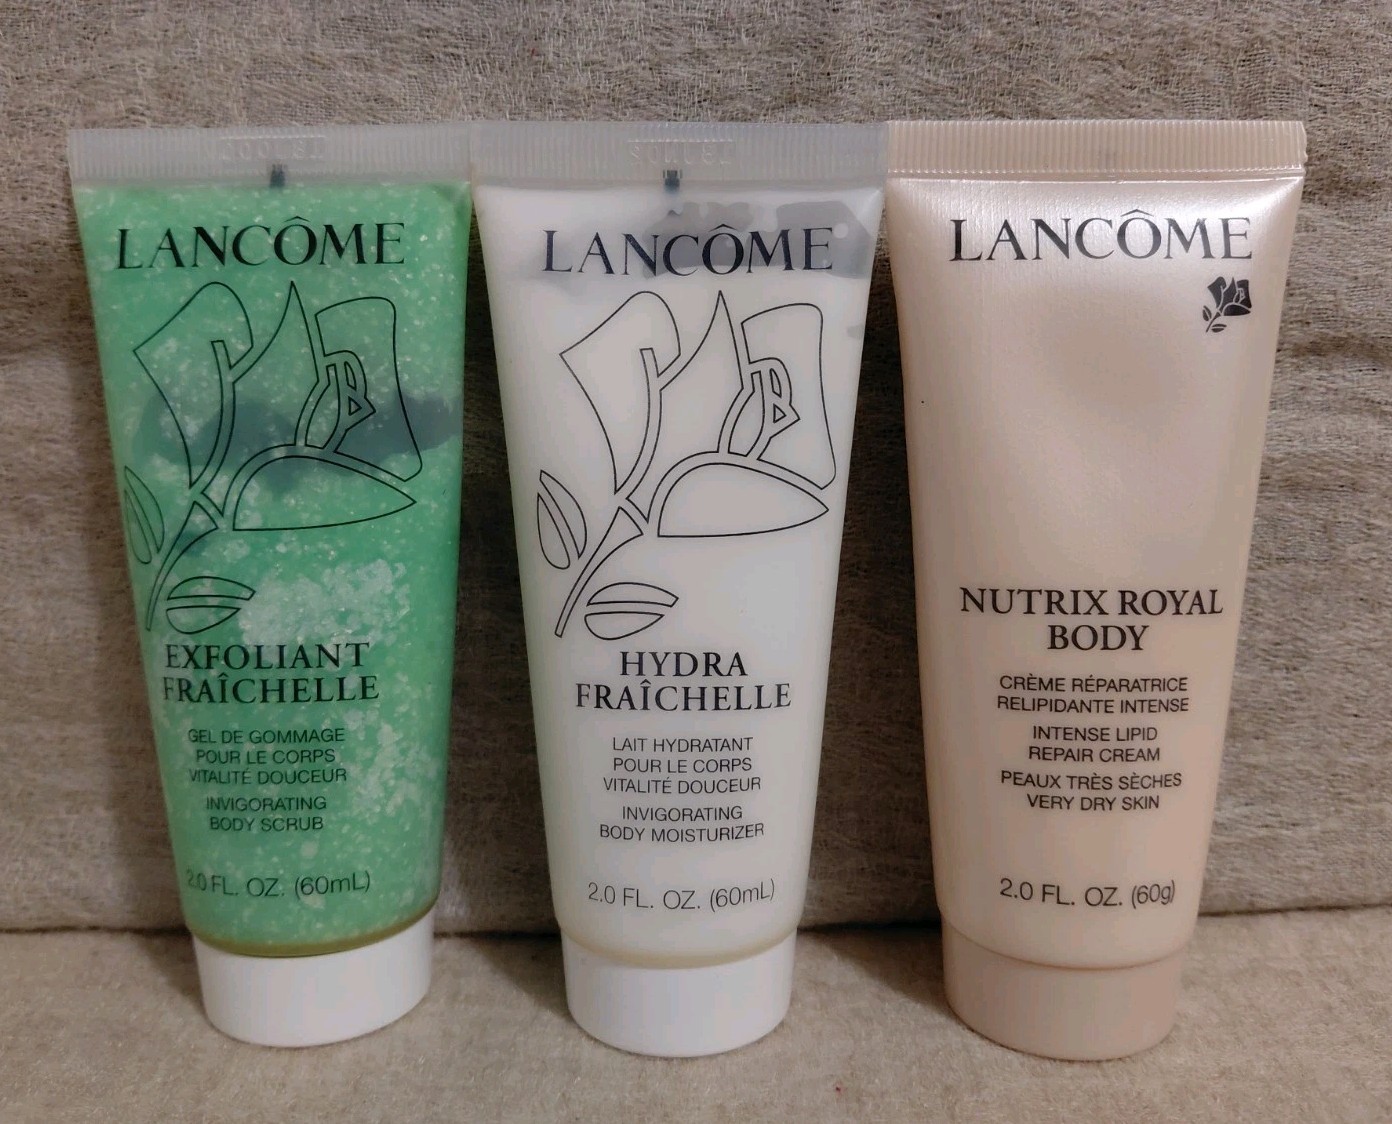 LANCÔME
EXFOLIANT
FRAÎCHELLE
GEL DE GOMMAGE
POUR LE CORPS
VITALITÉ DOUCEUR
INVIGORATING
BODY SCRUB
2.0 FL. OZ. (60mL)
LANCÔME
HYDRA
FRAÎCHELLE
LAIT HYDRATANT
POUR LE CORPS
VITALITÉ DOUCEUR
INVIGORATING
BODY MOISTURIZER
2.0 FL. OZ. (60mL)
LANCÔME
NUTRIX ROYAL
BODY
CRÈME RÉPARATRICE
RELIPIDANTE INTENSE
INTENSE LIPID
REPAIR CREAM
PEAUX TRÈS SÈCHES
VERY DRY SKIN
2.0 FL. OZ. (60g)